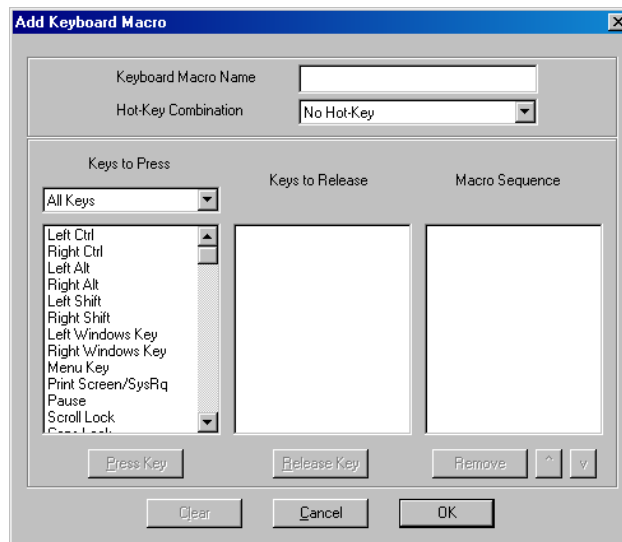 Add Keyboard Macro
Keyboard Macro Name
Hot-Key Combination
No Hot-Key
Keys to Press
Keys to Release
Macro Sequence
All Keys
Left Ctrl
Right Ctrl
Left Alt
Right Alt
Left Shift
Right Shift
Left Windows Key
Right Windows Key
Menu Key
Print Screen/SysRq
Pause
Scroll Lock
Press Key
Release Key
Remove
^
v
Clear
Cancel
OK